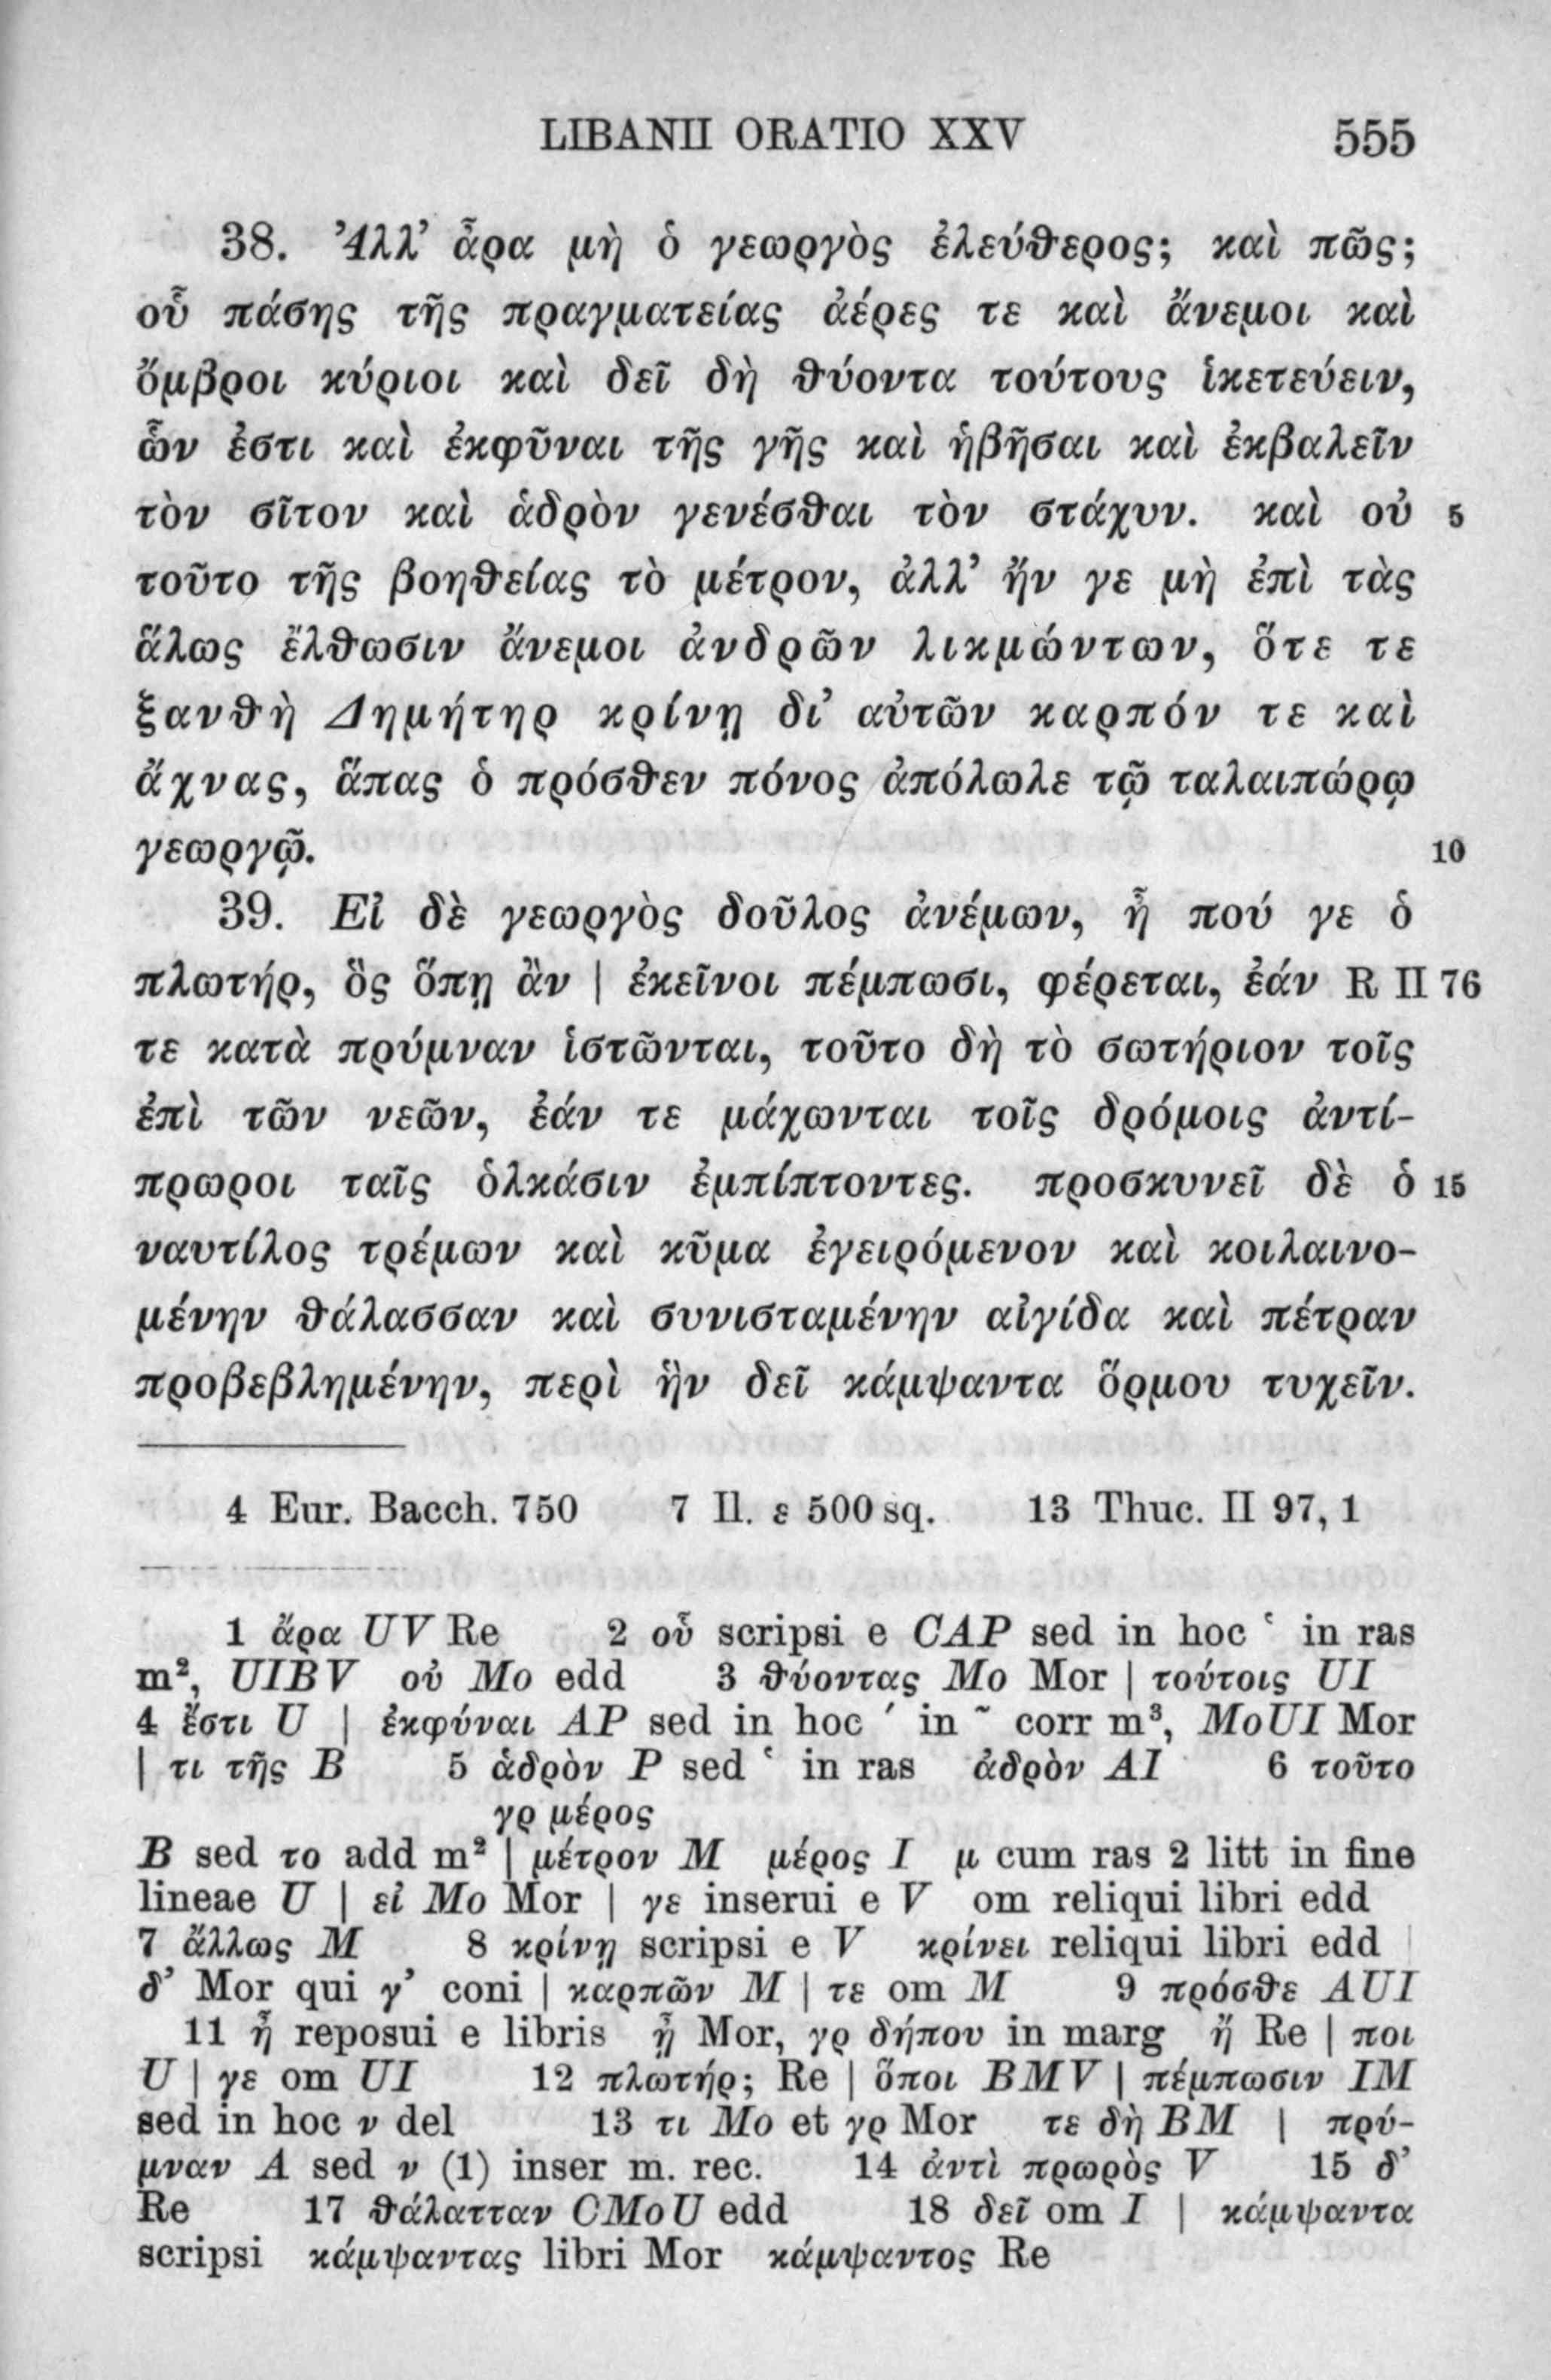 LIBANII ORATIO XXV 555
38. Ἀλλ' ἆρα μὴ ὁ γεωργὸς ἐλεύθερος; καὶ πῶς;
οὗ πάσης τῆς πραγματείας ἀέρες τε καὶ ἄνεμοι καὶ
ὄμβροι κύριοι καὶ δεῖ δὴ θύοντα τούτους ἱκετεύειν,
ὧν ἐστι καὶ ἐκφῦναι τῆς γῆς καὶ ἡβῆσαι καὶ ἐκβαλεῖν
τὸν σῖτον καὶ ἁδρὸν γενέσθαι τὸν στάχυν. καὶ οὐ 5
τοῦτο τῆς βοηθείας τὸ μέτρον, ἀλλ' ἤν γε μὴ ἐπὶ τὰς
ἅλως ἔλθωσιν ἄνεμοι ἀνδρῶν λικμώντων, ὅτε τε
ξανθὴ Δημήτηρ κρίνῃ δι' αὐτῶν καρπόν τε καὶ
ἄχνας, ἅπας ὁ πρόσθεν πόνος ἀπόλωλε τῷ ταλαιπώρῳ
γεωργῷ. 10
39. Εἰ δὲ γεωργὸς δοῦλος ἀνέμων, ἦ πού γε ὁ
πλωτήρ, ὃς ὅπῃ ἂν | ἐκεῖνοι πέμπωσι, φέρεται, ἐάν R II 76
τε κατὰ πρύμναν ἱστῶνται, τοῦτο δὴ τὸ σωτήριον τοῖς
ἐπὶ τῶν νεῶν, ἐάν τε μάχωνται τοῖς δρόμοις ἀντί-
πρωροι ταῖς ὁλκάσιν ἐμπίπτοντες. προσκυνεῖ δὲ ὁ 15
ναυτίλος τρέμων καὶ κῦμα ἐγειρόμενον καὶ κοιλαινο-
μένην θάλασσαν καὶ συνισταμένην αἰγίδα καὶ πέτραν
προβεβλημένην, περὶ ἣν δεῖ κάμψαντα ὅρμου τυχεῖν.
4 Eur. Bacch. 750 7 Il. ε 500 sq. 13 Thuc. II 97, 1
1 ἄρα UV Re 2 οὗ scripsi e CAP sed in hoc ʽ in ras
m², UIBV οὐ Mo edd 3 θύοντας Mo Mor | τούτοις UI
4 ἔστι U | ἐκφύναι AP sed in hoc ´ in ῀ corr m³, MoUI Mor
| τι τῆς B 5 ἁδρὸν P sed ʽ in ras ἀδρὸν AI 6 τοῦτο
γρ μέρος
B sed το add m² | μέτρον M μέρος I μ cum ras 2 litt in fine
lineae U | εἰ Mo Mor | γε inserui e V om reliqui libri edd
7 ἄλλως M 8 κρίνῃ scripsi e V κρίνει reliqui libri edd
δ' Mor qui γ' coni | καρπῶν M | τε om M 9 πρόσθε AUI
11 ἦ reposui e libris ᾖ Mor, γρ δήπου in marg ἤ Re | ποι
U | γε om UI 12 πλωτήρ; Re | ὅποι BMV | πέμπωσιν IM
sed in hoc ν del 13 τι Mo et γρ Mor τε δὴ BM | πρύ-
μναν A sed ν (1) inser m. rec. 14 ἀντὶ πρωρὸς V 15 δ'
Re 17 θάλατταν CMoU edd 18 δεῖ om I | κάμψαντα
scripsi κάμψαντας libri Mor κάμψαντος Re